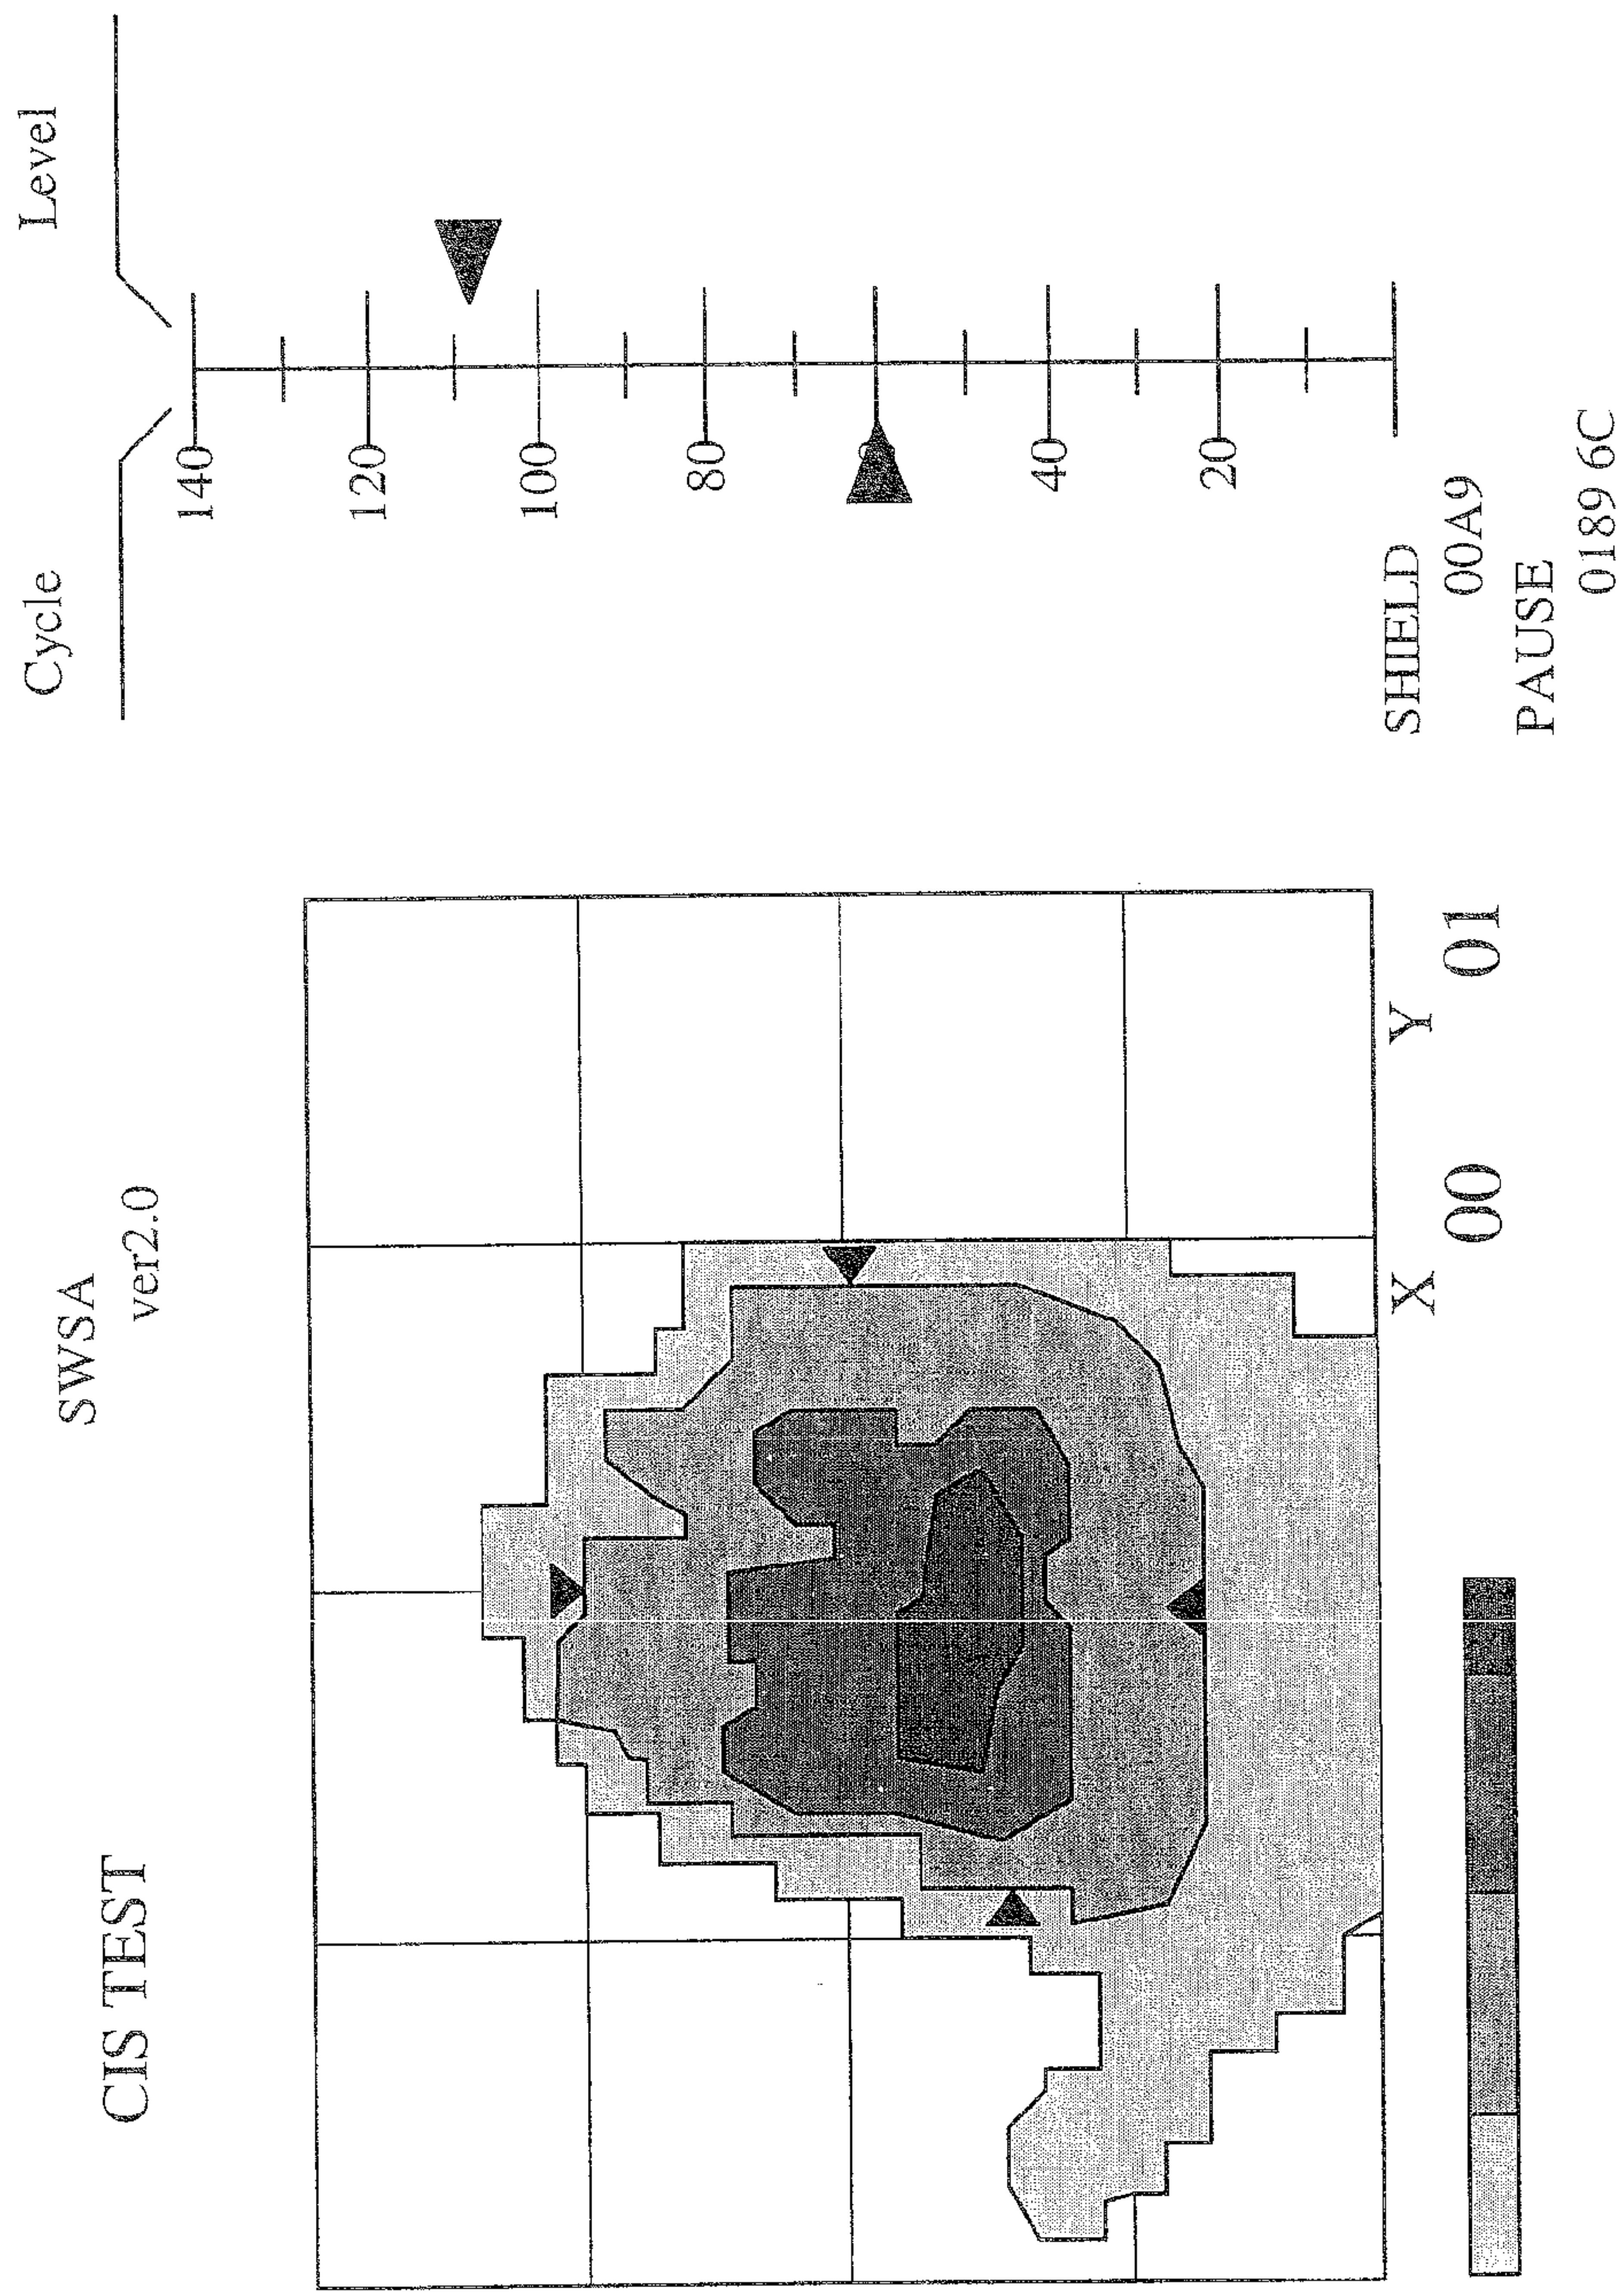 CIS TEST
SWSA
ver2.0
Cycle
Level
140
120
100
80
40
20
SHIELD
00A9
PAUSE
0189 6C
X
Y
00
01